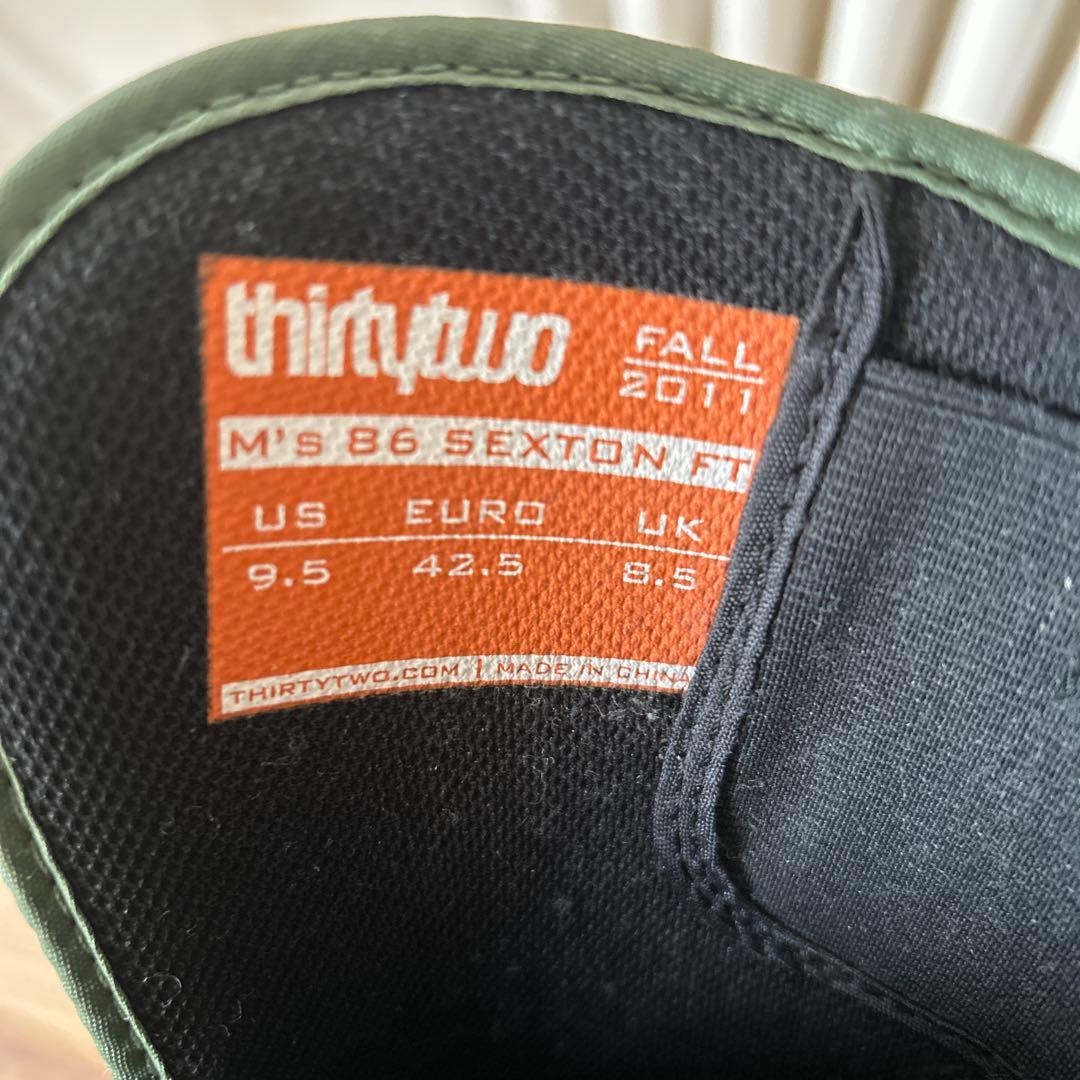 thirtytwo
FALL
2011
M's 86 SEXTON FT
US EURO UK
9.5 42.5 8.5
THIRTYTWO.COM | MADE IN CHINA